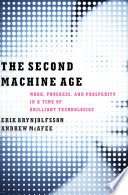 THE SECOND
MACHINE AGE
WORK, PROGRESS, AND PROSPERITY
IN A TIME OF
BRILLIANT TECHNOLOGIES
ERIK BRYNJOLFSSON
ANDREW MCAFEE